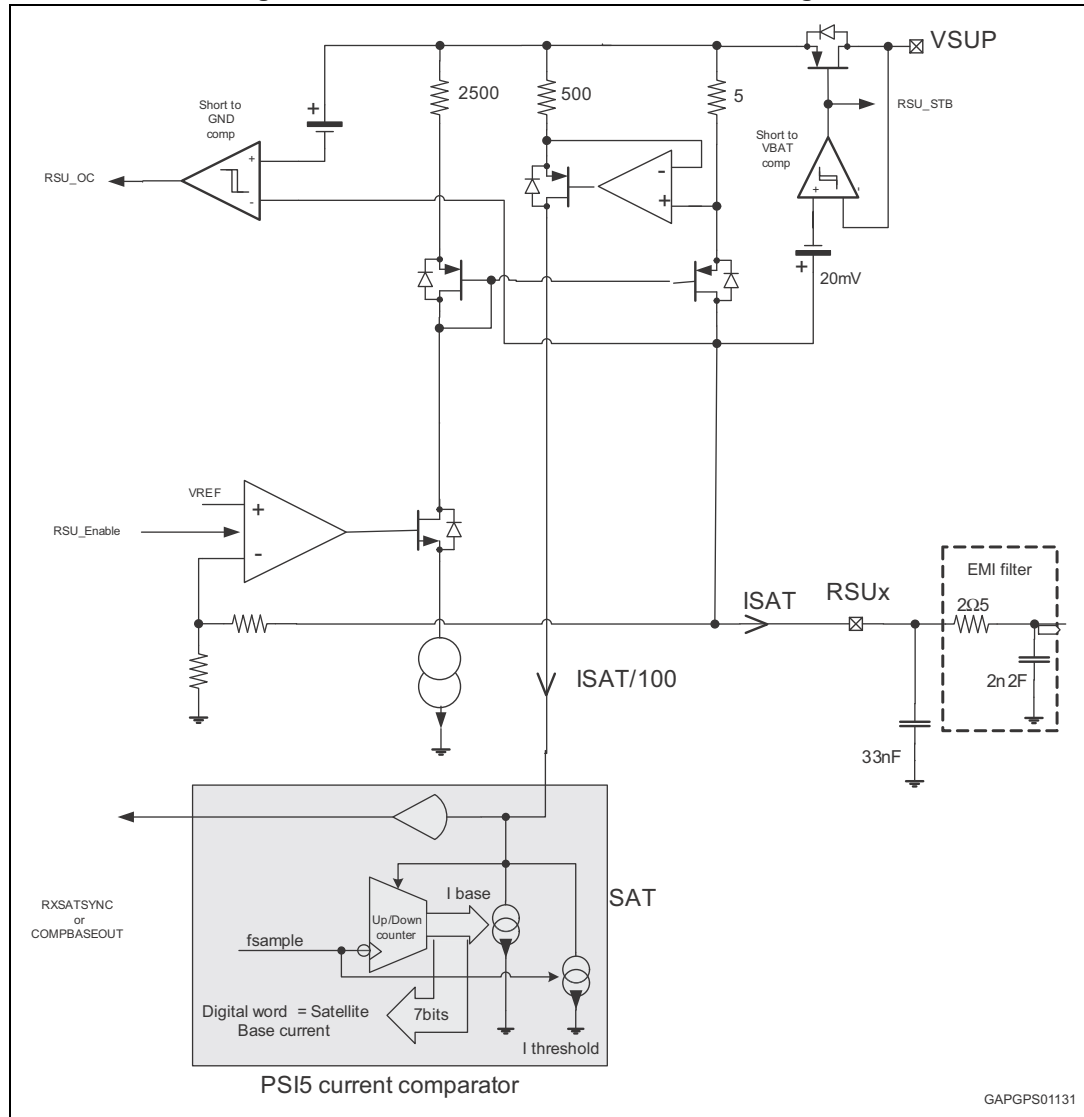 VSUP
2500
500
5
Short to
GND
comp
+
RSU_STB
Short to
VBAT
comp
+
-
RSU_OC
-
+
+
-
+
20mV
VREF
RSU_Enable
+
-
EMI filter
2Ω5
RSUx
ISAT
2n2F
ISAT/100
33nF
SAT
I base
Up/Down
counter
RXSATSYNC
or
COMPBASEOUT
fsample
Digital word = Satellite
Base current
7bits
I threshold
PSI5 current comparator
GAPGPS01131